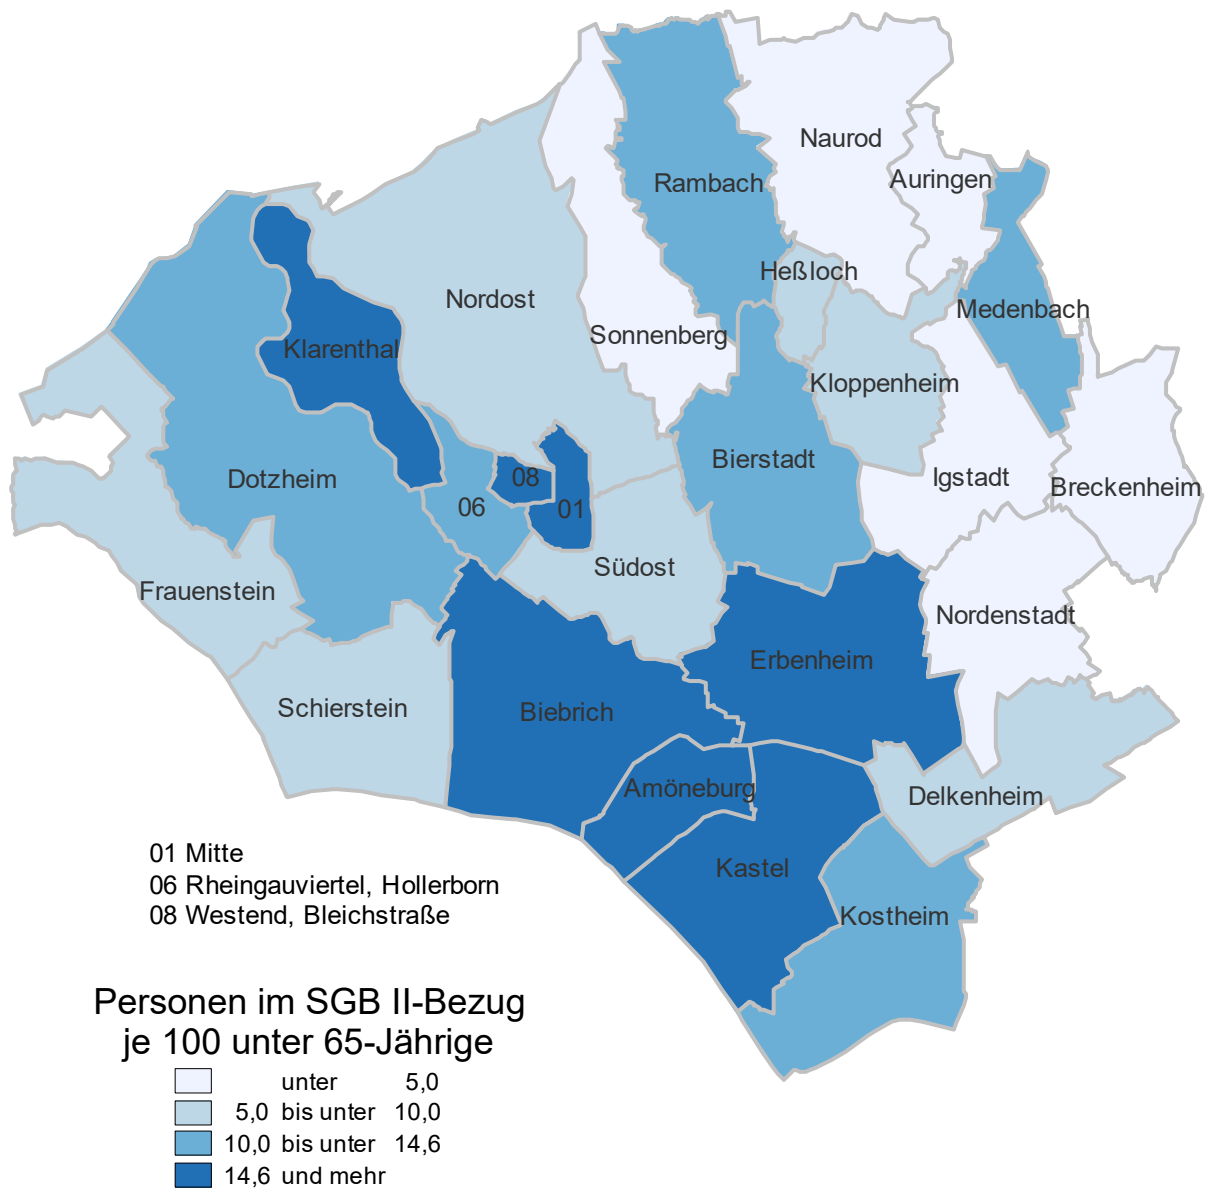 Naurod
Auringen
Rambach
Heßloch
Nordost
Medenbach
Sonnenberg
Klarenthal
Kloppenheim
Bierstadt
Dotzheim
08
Igstadt
Breckenheim
06
01
Südost
Frauenstein
Nordenstadt
Erbenheim
Schierstein
Biebrich
Amöneburg
Delkenheim
Kastel
Kostheim
01 Mitte
06 Rheingauviertel, Hollerborn
08 Westend, Bleichstraße
Personen im SGB II-Bezug
je 100 unter 65-Jährige
unter 5,0
5,0 bis unter 10,0
10,0 bis unter 14,6
14,6 und mehr